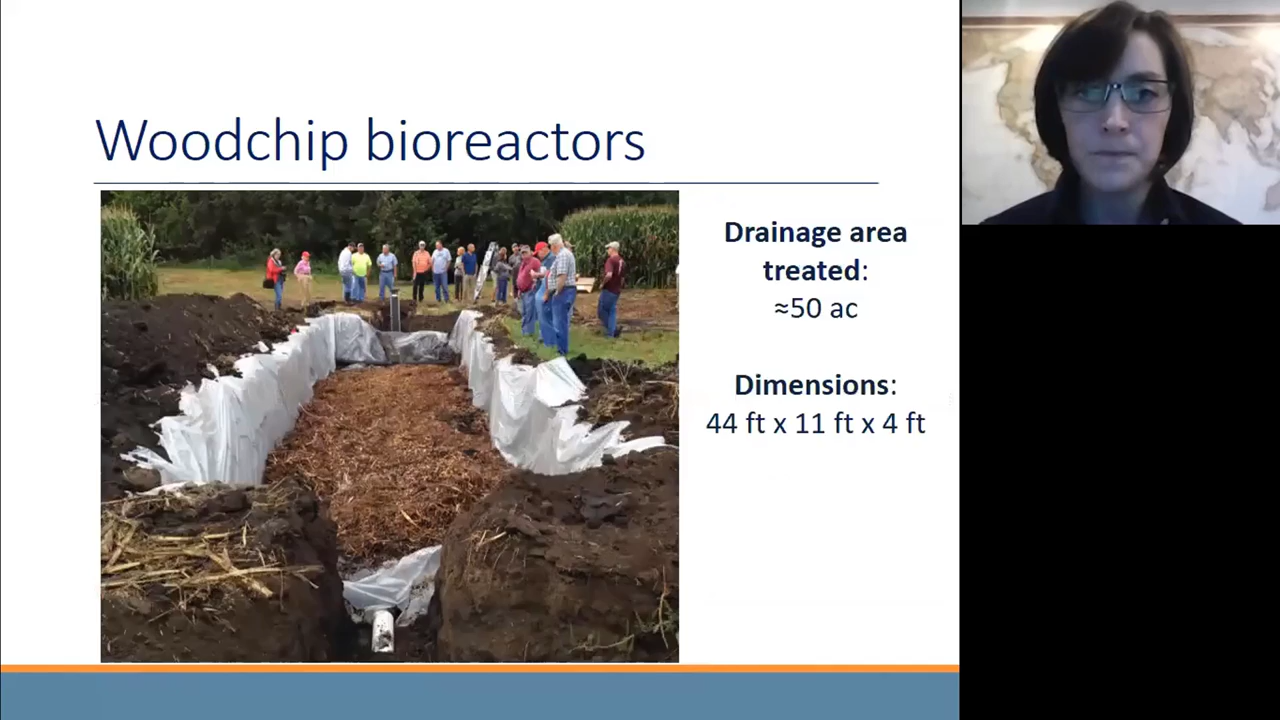 Woodchip bioreactors
Drainage area
treated:
≈50 ac
Dimensions:
44 ft x 11 ft x 4 ft